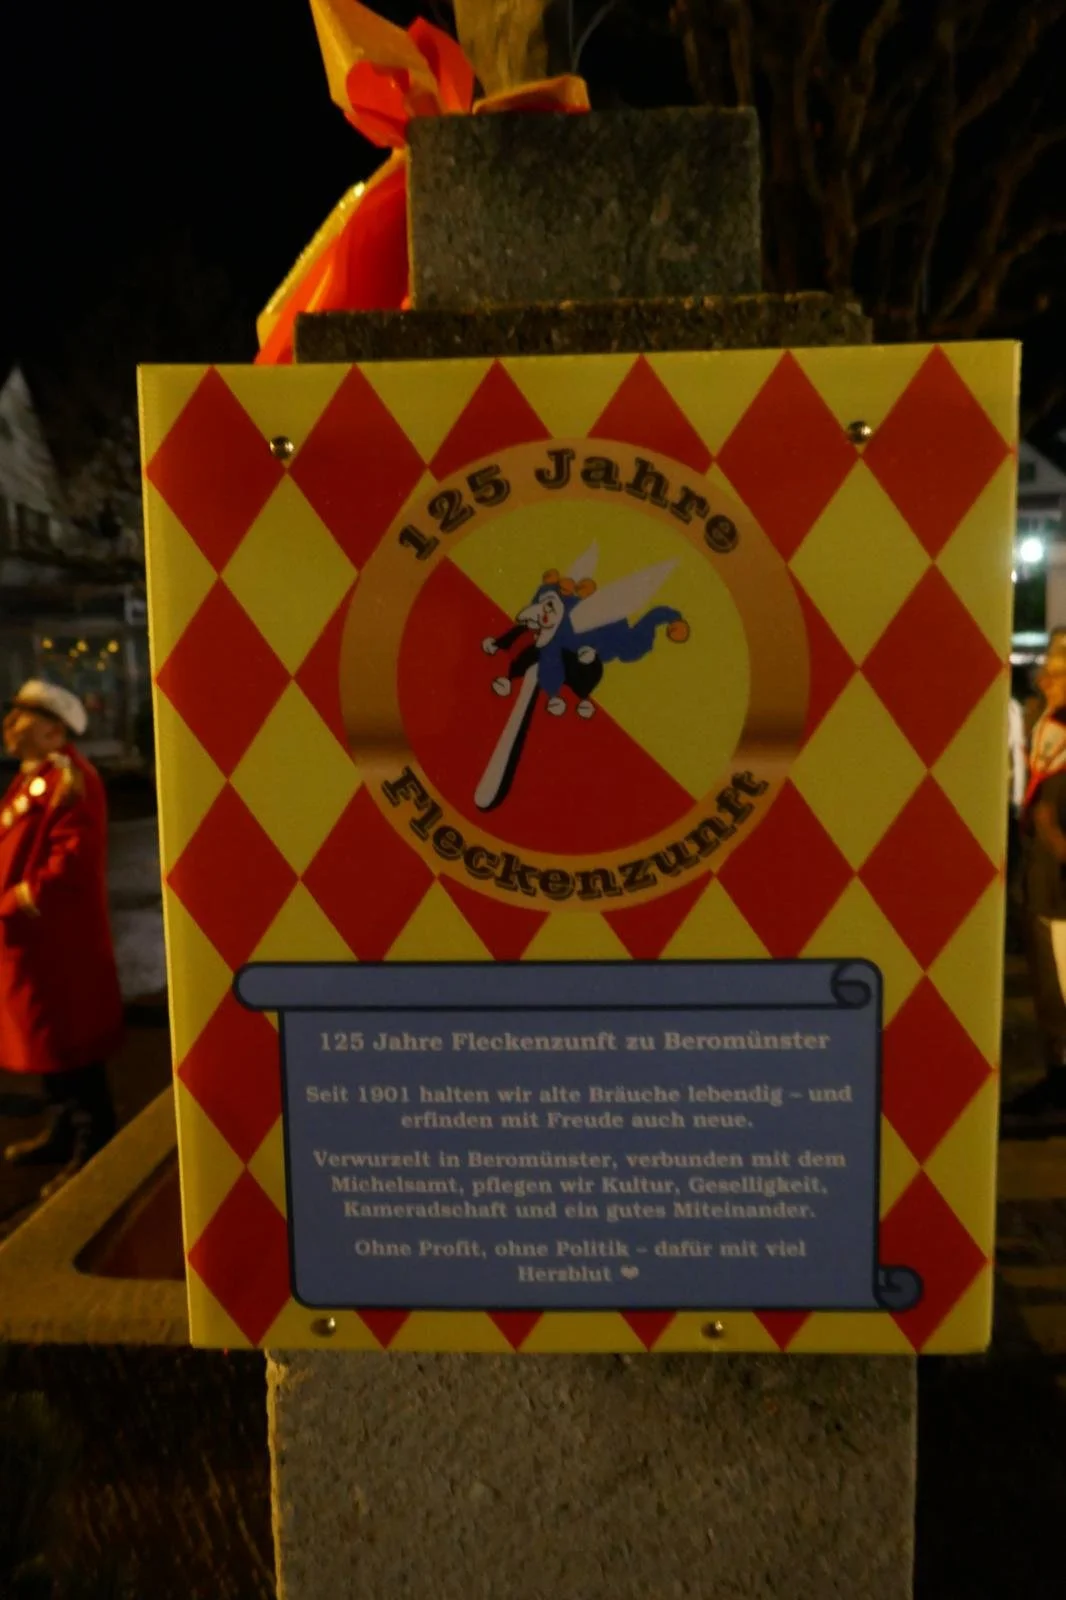 125 Jahre
Fleckenzunft
125 Jahre Fleckenzunft zu Beromünster
Seit 1901 halten wir alte Bräuche lebendig – und
erfinden mit Freude auch neue.
Verwurzelt in Beromünster, verbunden mit dem
Michelsamt, pflegen wir Kultur, Geselligkeit,
Kameradschaft und ein gutes Miteinander.
Ohne Profit, ohne Politik – dafür mit viel
Herzblut ❤